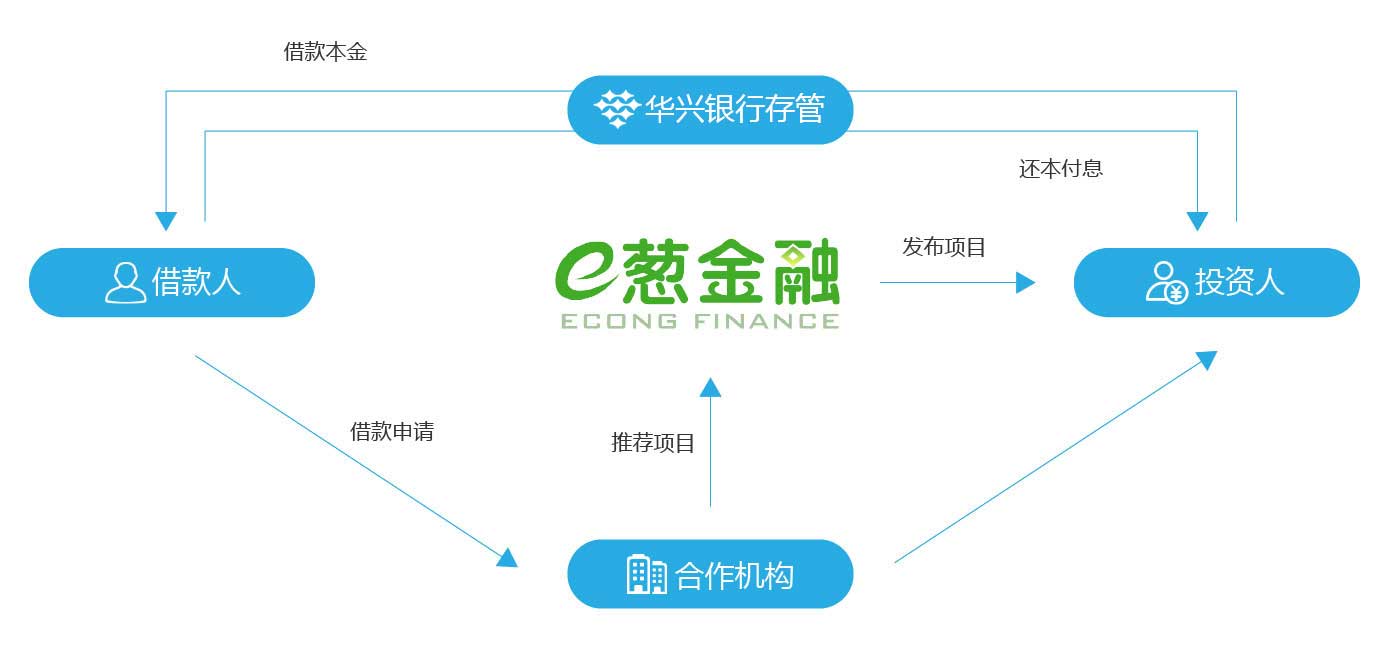 借款本金
华兴银行存管
还本付息
发布项目
借款人
e葱金融
ECONG FINANCE
投资人
借款申请
推荐项目
合作机构